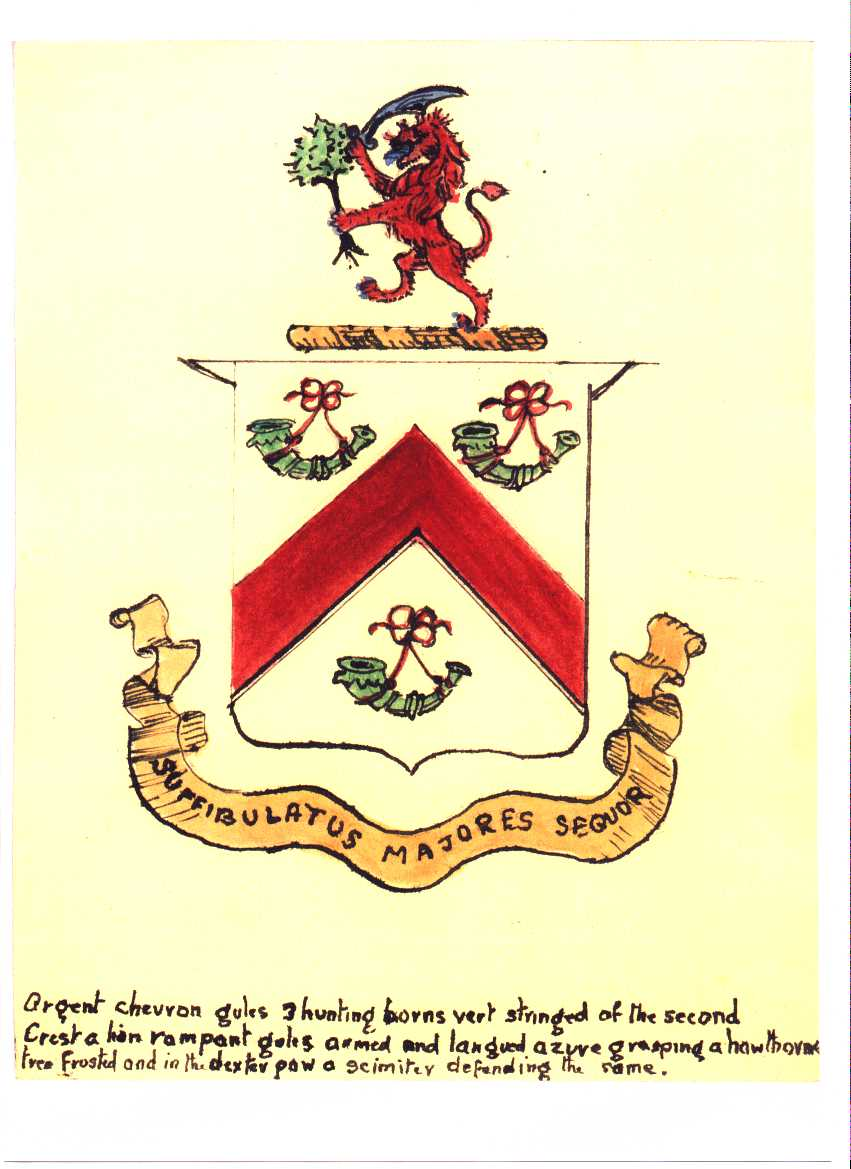 SUFFIBULATUS MAJORES SEQUOR
Argent chevron gules 3 hunting horns vert stringed of the second
Crest a lion rampant gules armed and langued azure grasping a hawthorne
tree frosted and in the dexter paw a scimiter defending the same.